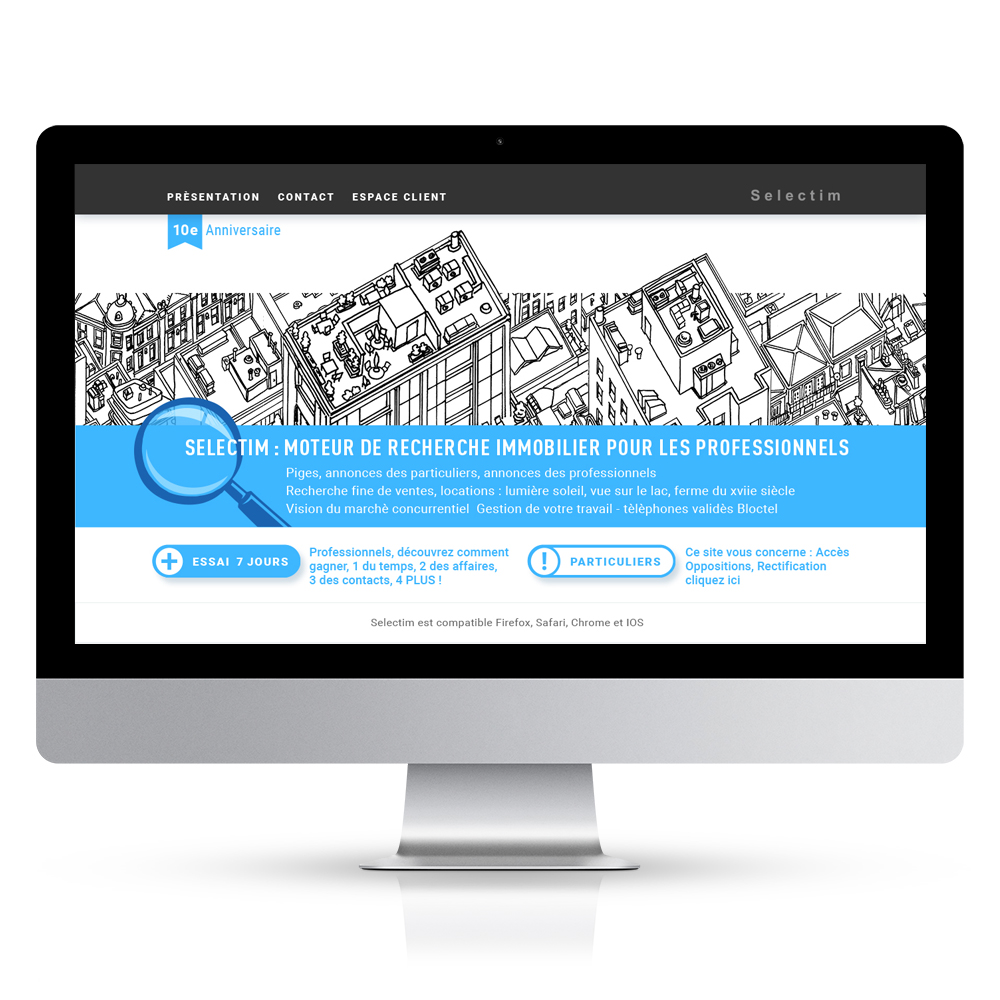 PRÈSENTATION CONTACT ESPACE CLIENT Selectim
10e Anniversaire
SELECTIM : MOTEUR DE RECHERCHE IMMOBILIER POUR LES PROFESSIONNELS
Piges, annonces des particuliers, annonces des professionnels
Recherche fine de ventes, locations : lumière soleil, vue sur le lac, ferme du xviie siècle
Vision du marchè concurrentiel Gestion de votre travail - tèlèphones validès Bloctel
ESSAI 7 JOURS
Professionnels, découvrez comment
gagner, 1 du temps, 2 des affaires,
3 des contacts, 4 PLUS !
PARTICULIERS
Ce site vous concerne : Accès
Oppositions, Rectification
cliquez ici
Selectim est compatible Firefox, Safari, Chrome et IOS